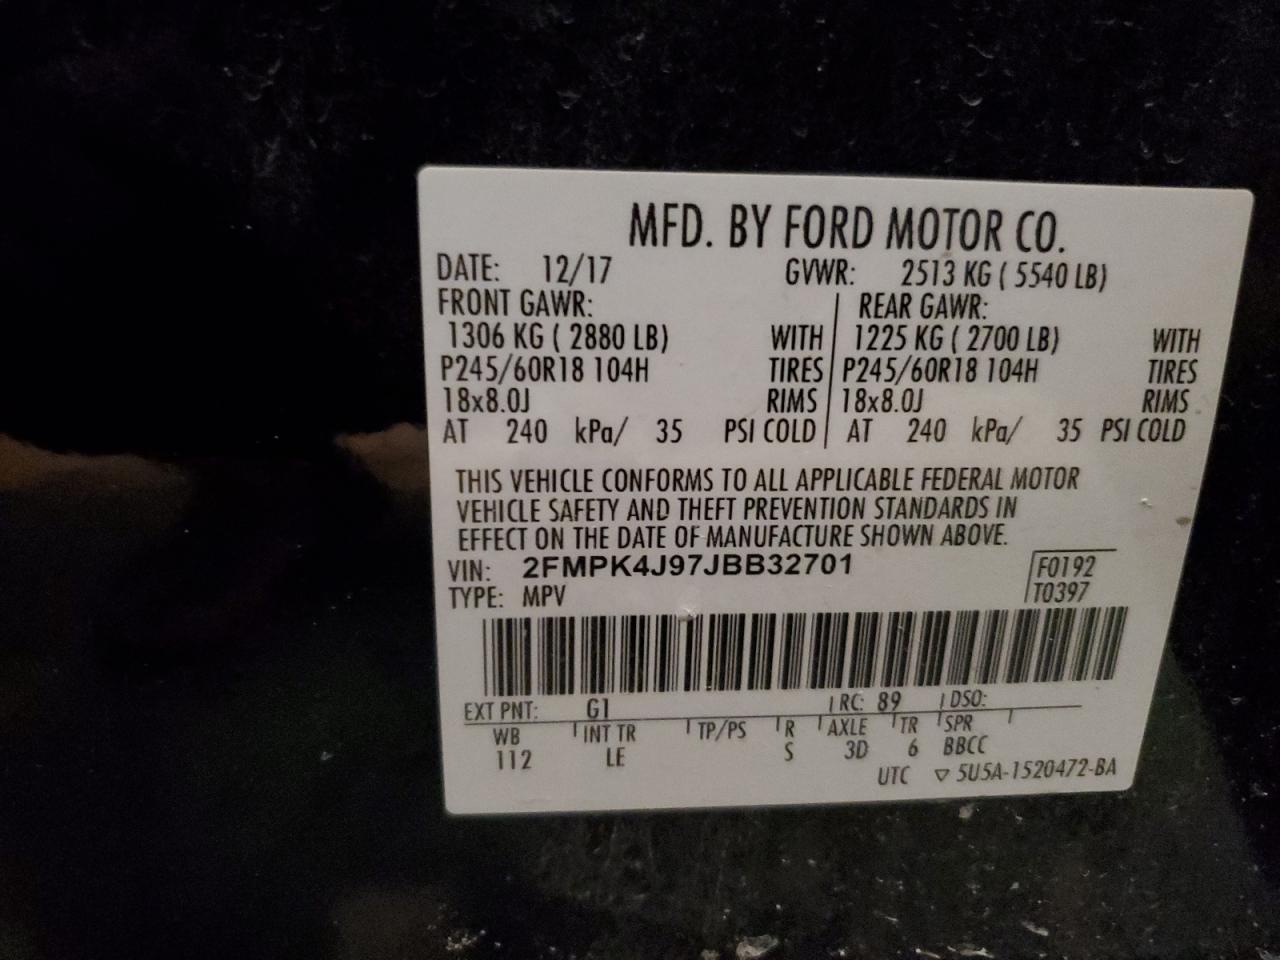 MFD. BY FORD MOTOR CO.
DATE: 12/17 GVWR: 2513 KG ( 5540 LB)
FRONT GAWR: REAR GAWR:
1306 KG ( 2880 LB) WITH 1225 KG ( 2700 LB) WITH
P245/60R18 104H TIRES P245/60R18 104H TIRES
18x8.0J RIMS 18x8.0J RIMS
AT 240 kPa/ 35 PSI COLD AT 240 kPa/ 35 PSI COLD
THIS VEHICLE CONFORMS TO ALL APPLICABLE FEDERAL MOTOR
VEHICLE SAFETY AND THEFT PREVENTION STANDARDS IN
EFFECT ON THE DATE OF MANUFACTURE SHOWN ABOVE.
VIN: 2FMPK4J97JBB32701 F0192
TYPE: MPV T0397
EXT PNT: G1 RC: 89 DSO:
WB INT TR TP/PS R AXLE TR SPR
112 LE S 3D 6 BBCC
UTC ▽ 5U5A-1520472-BA